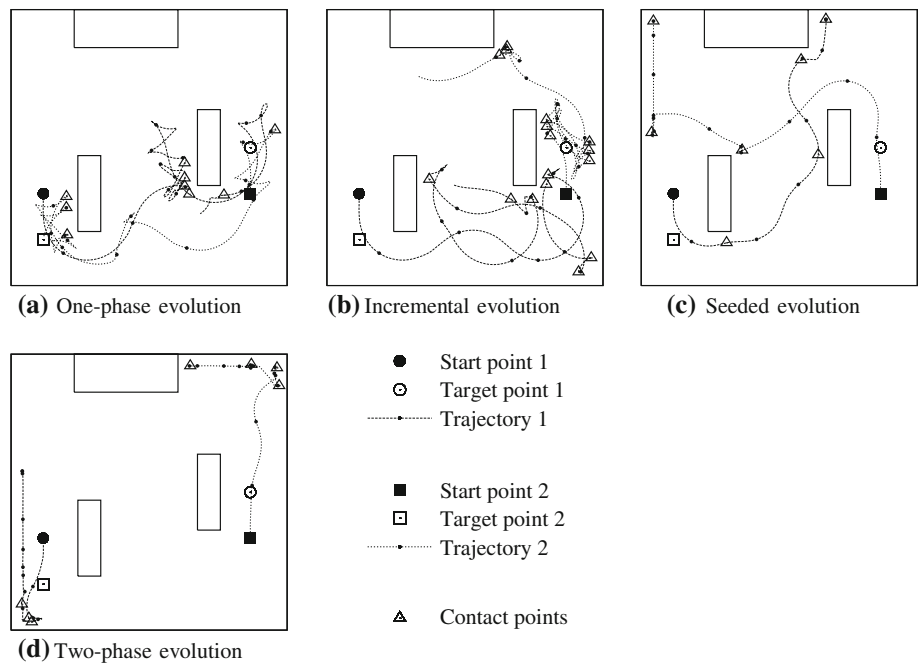 (a) One-phase evolution
(b) Incremental evolution
(c) Seeded evolution
Start point 1
Target point 1
Trajectory 1
Start point 2
Target point 2
Trajectory 2
Contact points
(d) Two-phase evolution